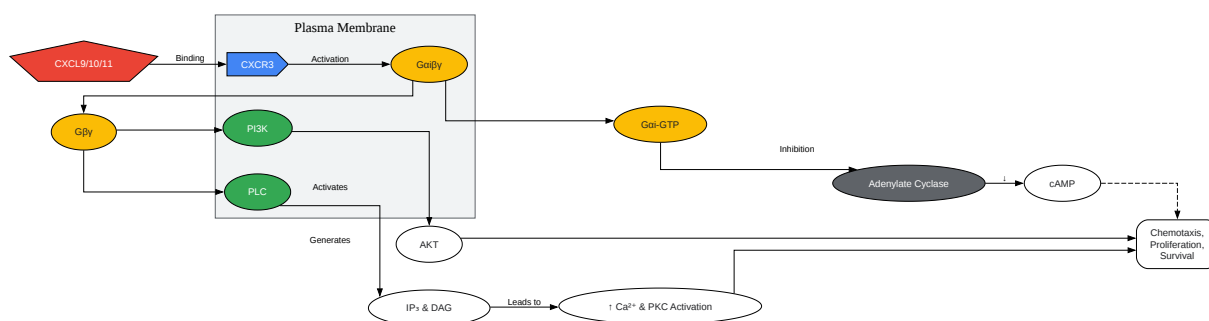 Plasma Membrane
CXCL9/10/11
Binding
CXCR3
Activation
Gαiβγ
Gβγ
PI3K
Gαi-GTP
Inhibition
PLC
Activates
Adenylate Cyclase
↓
cAMP
Generates
AKT
Chemotaxis,
Proliferation,
Survival
IP₃ & DAG
Leads to
↑ Ca²⁺ & PKC Activation